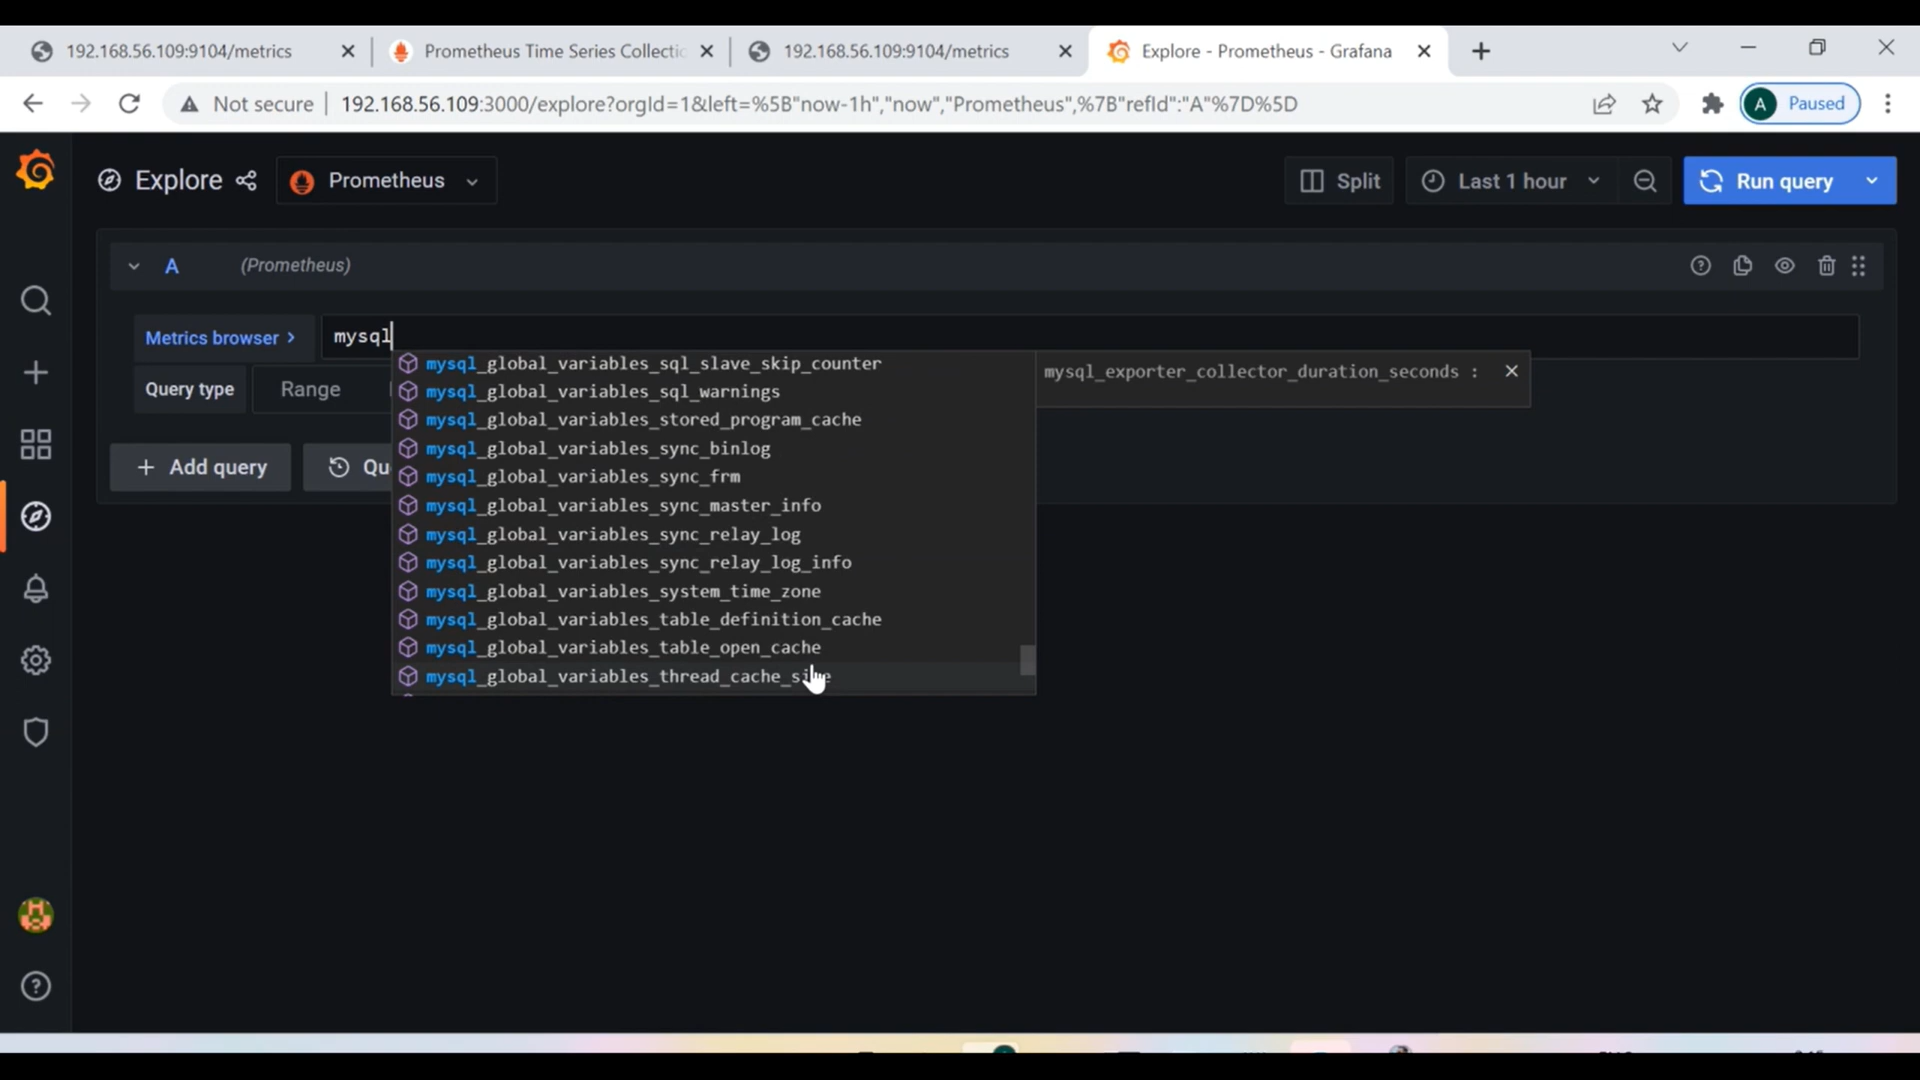 192.168.56.109:9104/metrics
Prometheus Time Series Collectic
192.168.56.109:9104/metrics
Explore - Prometheus - Grafana
Not secure
192.168.56.109:3000/explore?orgId=1&left=%5B"now-1h","now","Prometheus",%7B"refId":"A"%7D%5D
A
Paused
Explore
Prometheus
Split
Last 1 hour
Run query
A
(Prometheus)
Metrics browser >
mysql
mysql_global_variables_sql_slave_skip_counter
mysql_exporter_collector_duration_seconds :
Query type
Range
mysql_global_variables_sql_warnings
mysql_global_variables_stored_program_cache
mysql_global_variables_sync_binlog
+ Add query
Qu
mysql_global_variables_sync_frm
mysql_global_variables_sync_master_info
mysql_global_variables_sync_relay_log
mysql_global_variables_sync_relay_log_info
mysql_global_variables_system_time_zone
mysql_global_variables_table_definition_cache
mysql_global_variables_table_open_cache
mysql_global_variables_thread_cache_size